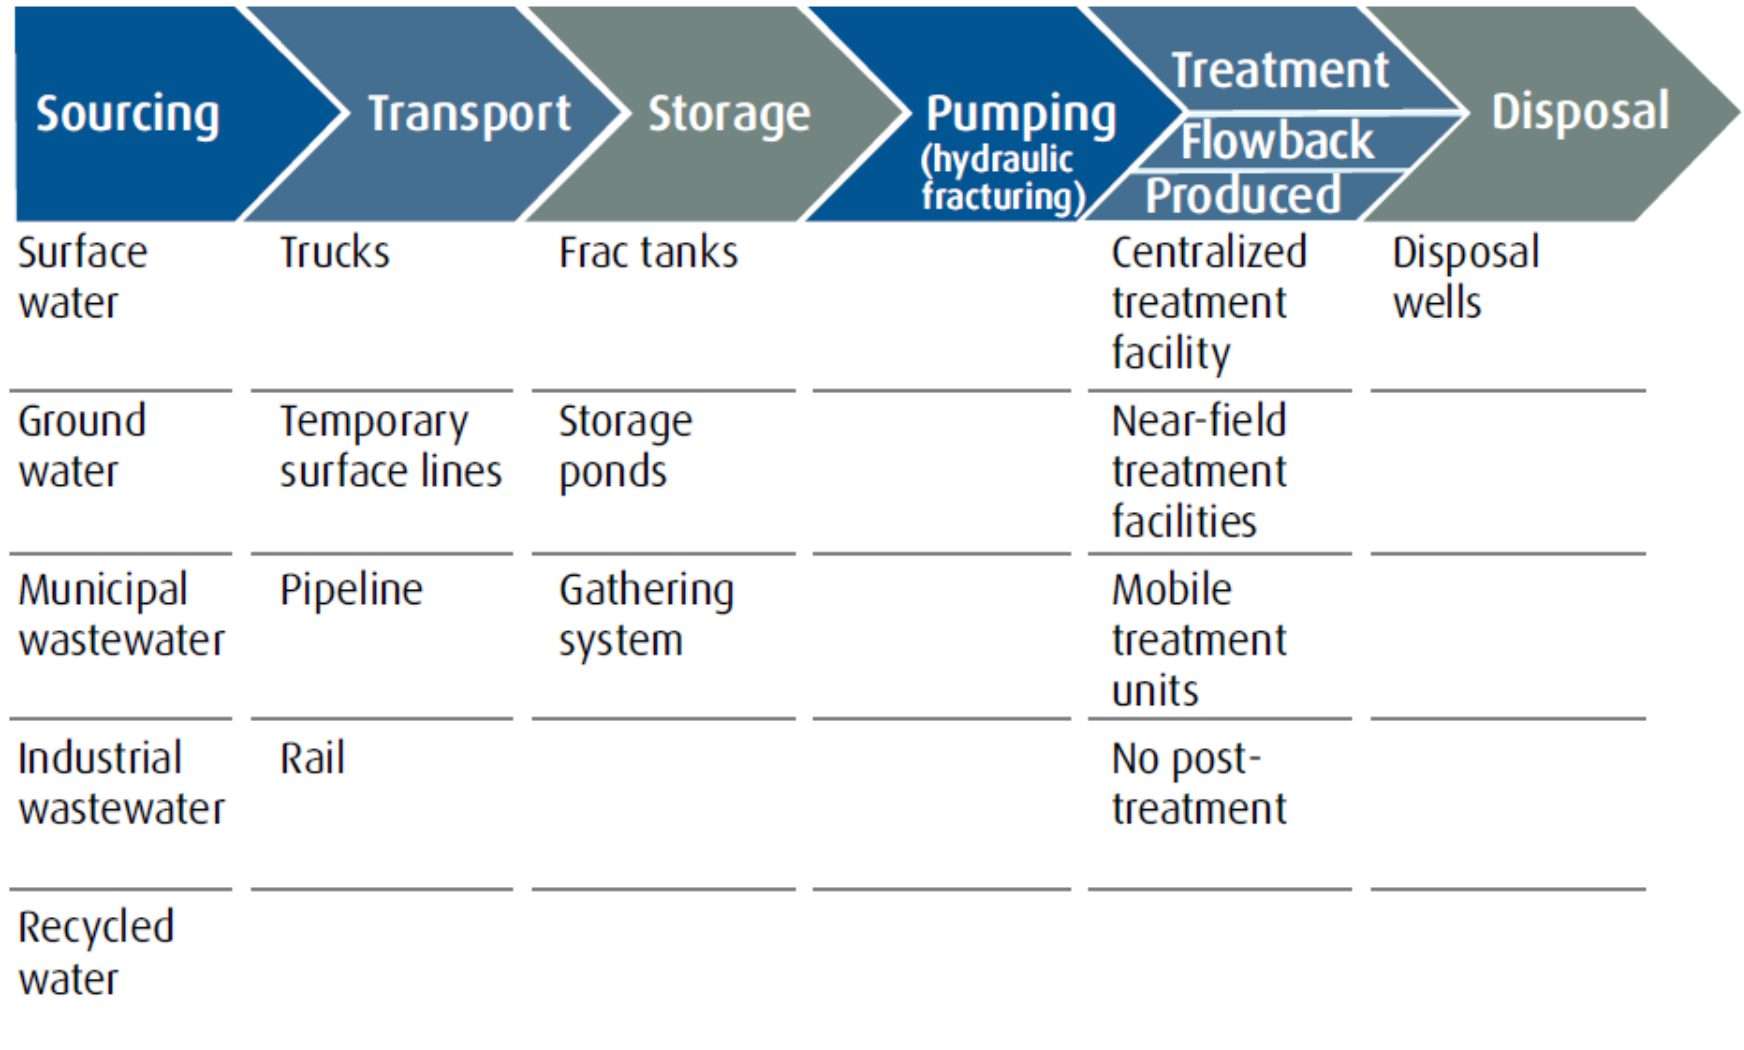 Sourcing
Transport
Storage
Pumping
(hydraulic
fracturing)
Treatment
Flowback
Produced
Disposal
Surface
water
Trucks
Frac tanks
Centralized
treatment
facility
Disposal
wells
Ground
water
Temporary
surface lines
Storage
ponds
Near-field
treatment
facilities
Municipal
wastewater
Pipeline
Gathering
system
Mobile
treatment
units
Industrial
wastewater
Rail
No post-
treatment
Recycled
water